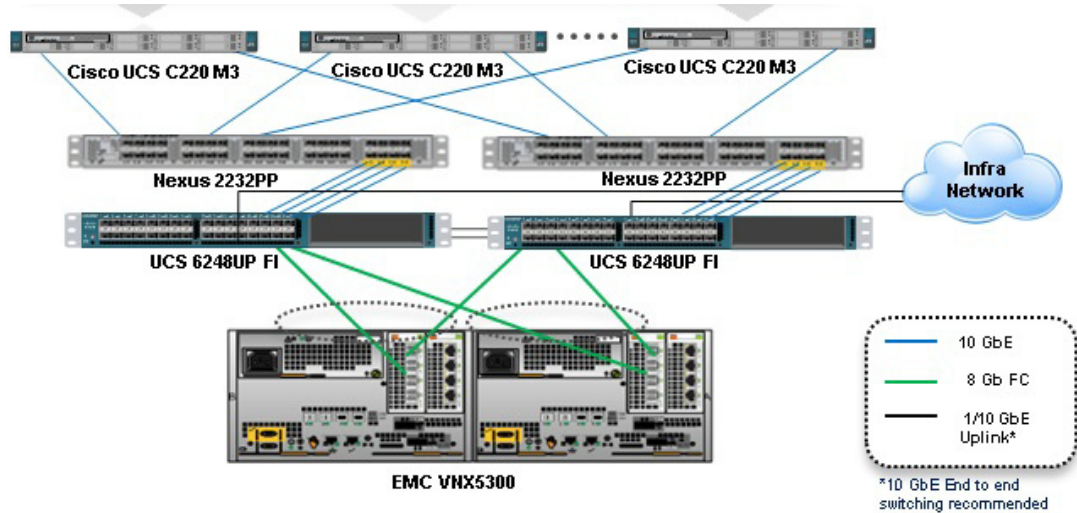 Cisco UCS C220 M3
Cisco UCS C220 M3
Cisco UCS C220 M3
Nexus 2232PP
Nexus 2232PP
Infra
Network
UCS 6248UP FI
UCS 6248UP FI
EMC VNX5300
10 GbE
8 Gb FC
1/10 GbE
Uplink*
*10 GbE End to end
switching recommended